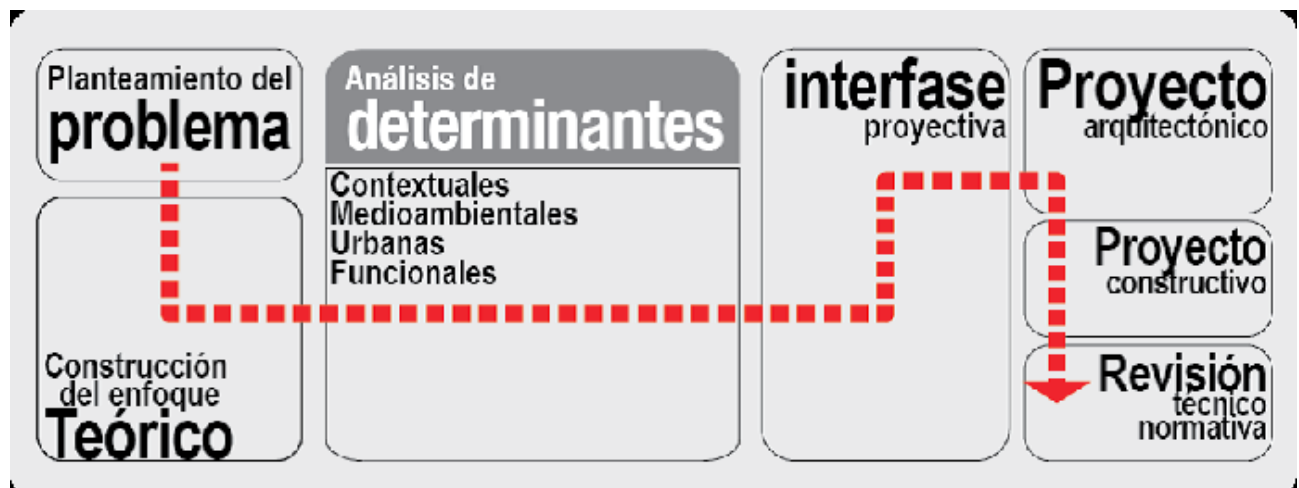 Planteamiento del
problema
Construcción
del enfoque
Teórico
Análisis de
determinantes
Contextuales
Medioambientales
Urbanas
Funcionales
interfase
proyectiva
Proyecto
arquitectónico
Proyecto
constructivo
Revisión
técnico
normativa